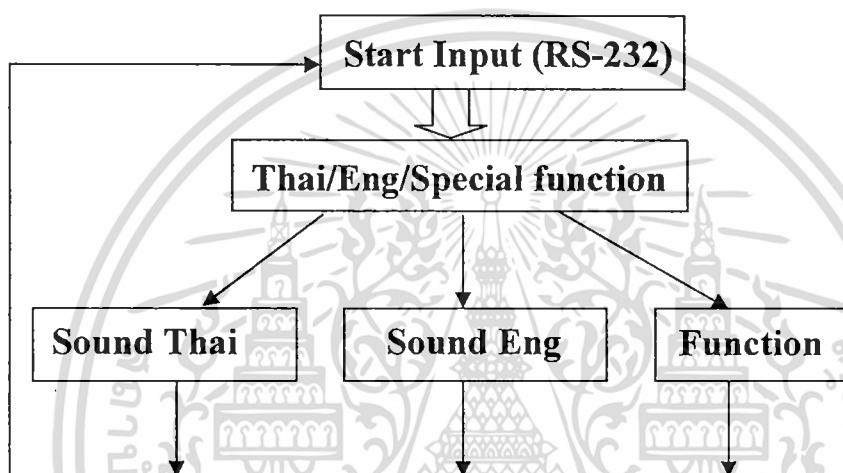 Start Input (RS-232)
Thai/Eng/Special function
Sound Thai
Sound Eng
Function